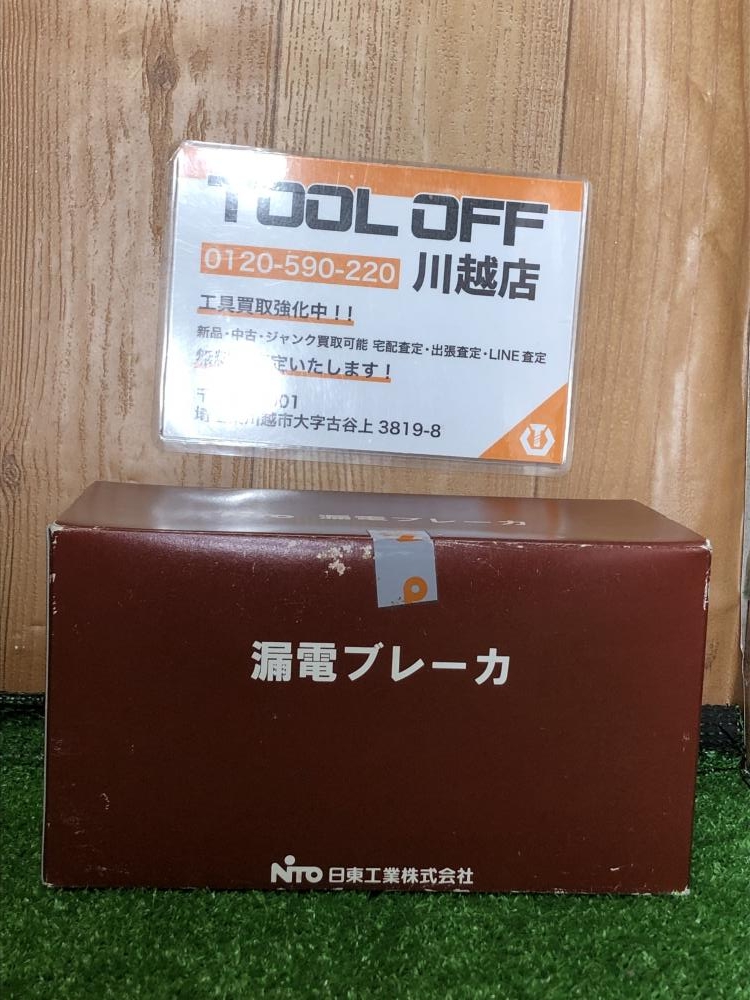 TOOL OFF
0120-590-220 川越店
工具買取強化中！！
新品・中古・ジャンク買取可能 宅配査定・出張査定・LINE査定
定いたします！
〒 01
埼 川越市大字古谷上 3819-8
漏電ブレーカ
漏電ブレーカ
NITO 日東工業株式会社